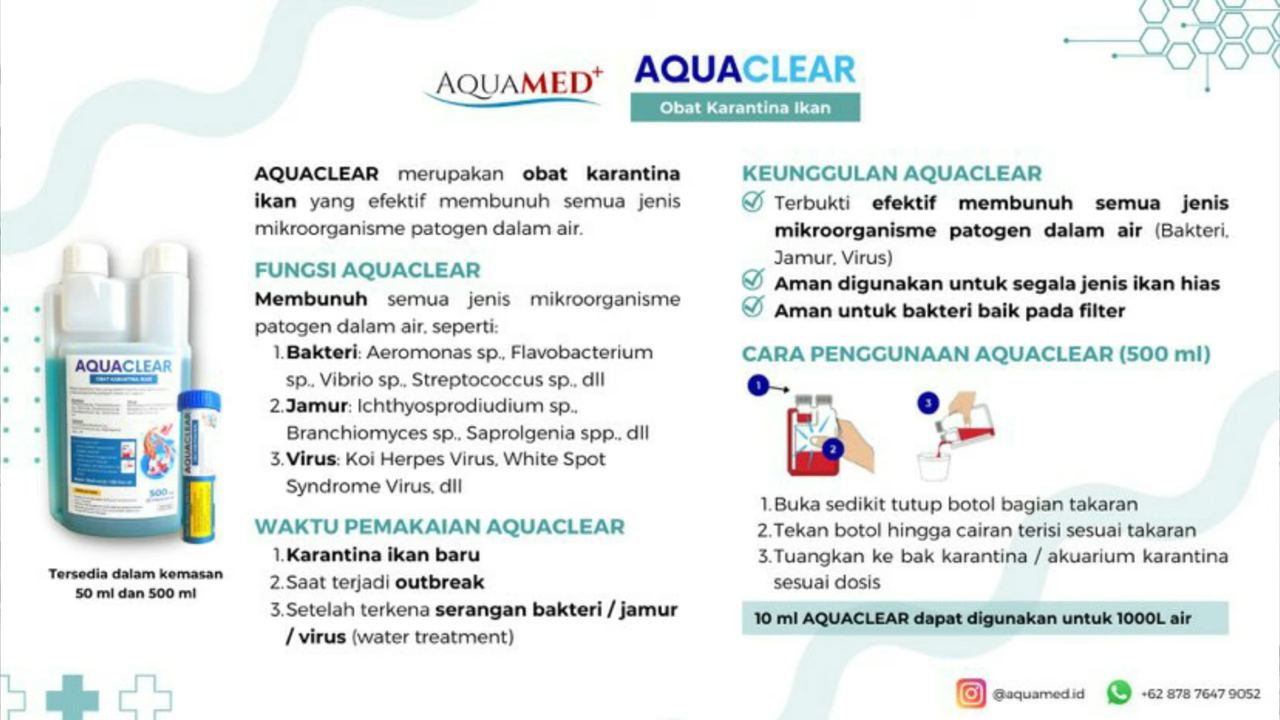 AQUAMED+
AQUACLEAR
Obat Karantina Ikan
AQUACLEAR merupakan obat karantina
ikan yang efektif membunuh semua jenis
mikroorganisme patogen dalam air.
FUNGSI AQUACLEAR
Membunuh semua jenis mikroorganisme
patogen dalam air, seperti:
1. Bakteri: Aeromonas sp., Flavobacterium
sp., Vibrio sp., Streptococcus sp., dll
2. Jamur: Ichthyosprodiudium sp.,
Branchiomyces sp., Saprolgenia spp., dll
3. Virus: Koi Herpes Virus, White Spot
Syndrome Virus, dll
WAKTU PEMAKAIAN AQUACLEAR
1. Karantina ikan baru
2. Saat terjadi outbreak
3. Setelah terkena serangan bakteri / jamur
/ virus (water treatment)
AQUACLEAR
OBAT KARANTINA IKAN
500
AQUACLEAR
Tersedia dalam kemasan
50 ml dan 500 ml
KEUNGGULAN AQUACLEAR
Terbukti efektif membunuh semua jenis
mikroorganisme patogen dalam air (Bakteri,
Jamur, Virus)
Aman digunakan untuk segala jenis ikan hias
Aman untuk bakteri baik pada filter
CARA PENGGUNAAN AQUACLEAR (500 ml)
1
2
3
1. Buka sedikit tutup botol bagian takaran
2. Tekan botol hingga cairan terisi sesuai takaran
3. Tuangkan ke bak karantina / akuarium karantina
sesuai dosis
10 ml AQUACLEAR dapat digunakan untuk 1000L air
@aquamed.id
+62 878 7647 9052